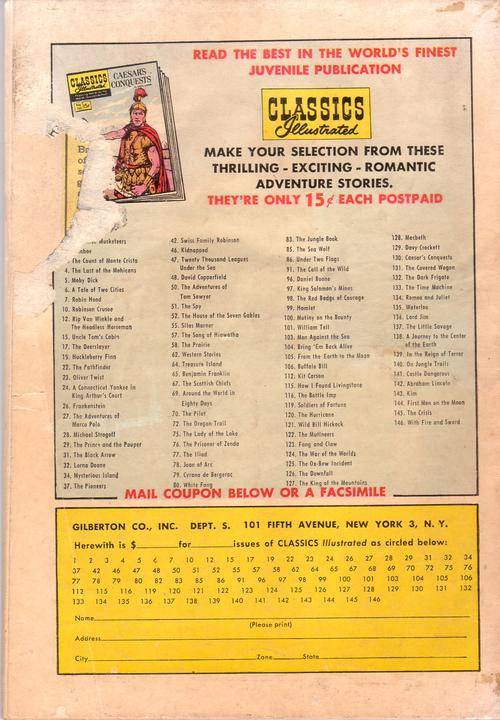 READ THE BEST IN THE WORLD'S FINEST
JUVENILE PUBLICATION
CLASSICS
Illustrated
CAESAR'S
CONQUESTS
15¢
CLASSICS
Illustrated
MAKE YOUR SELECTION FROM THESE
THRILLING - EXCITING - ROMANTIC
ADVENTURE STORIES.
THEY'RE ONLY 15¢ EACH POSTPAID
Musketeers
3. The Count of Monte Cristo
4. The Last of the Mohicans
5. Moby Dick
6. A Tale of Two Cities
7. Robin Hood
10. Robinson Crusoe
12. Rip Van Winkle and
The Headless Horseman
15. Uncle Tom's Cabin
17. The Deerslayer
19. Huckleberry Finn
22. The Pathfinder
23. Oliver Twist
24. A Connecticut Yankee in
King Arthur's Court
26. Frankenstein
27. The Adventures of
Marco Polo
28. Michael Strogoff
29. The Prince and the Pauper
31. The Black Arrow
32. Lorna Doone
34. Mysterious Island
37. The Pioneers
42. Swiss Family Robinson
46. Kidnapped
47. Twenty Thousand Leagues
Under the Sea
48. David Copperfield
50. The Adventures of
Tom Sawyer
51. The Spy
52. The House of the Seven Gables
55. Silas Marner
57. The Song of Hiawatha
58. The Prairie
62. Western Stories
64. Treasure Island
65. Benjamin Franklin
67. The Scottish Chiefs
69. Around the World in
Eighty Days
70. The Pilot
72. The Oregon Trail
75. The Lady of the Lake
76. The Prisoner of Zenda
77. The Iliad
78. Joan of Arc
79. Cyrano de Bergerac
80. White Fang
83. The Jungle Book
85. The Sea Wolf
86. Under Two Flags
91. The Call of the Wild
96. Daniel Boone
97. King Solomon's Mines
98. The Red Badge of Courage
99. Hamlet
100. Mutiny on the Bounty
101. William Tell
103. Men Against the Sea
104. Bring 'Em Back Alive
105. From the Earth to the Moon
106. Buffalo Bill
112. Kit Carson
115. How I Found Livingstone
116. The Bottle Imp
119. Soldiers of Fortune
120. The Hurricane
121. Wild Bill Hickock
122. The Mutineers
123. Fang and Claw
124. The War of the Worlds
125. The Ox-Bow Incident
126. The Downfall
127. The King of the Mountains
128. Macbeth
129. Davy Crockett
130. Caesar's Conquests
131. The Covered Wagon
132. The Dark Frigate
133. The Time Machine
134. Romeo and Juliet
135. Waterloo
136. Lord Jim
137. The Little Savage
138. A Journey to the Center
of the Earth
139. In the Reign of Terror
140. On Jungle Trails
141. Castle Dangerous
142. Abraham Lincoln
143. Kim
144. First Men on the Moon
145. The Crisis
146. With Fire and Sword
MAIL COUPON BELOW OR A FACSIMILE
GILBERTON CO., INC. DEPT. S. 101 FIFTH AVENUE, NEW YORK 3, N. Y.
Herewith is $ for issues of CLASSICS Illustrated as circled below:
1 2 3 4 5 6 7 10 12 15 17 19 22 23 24 26 27 28 29 31 32 34
37 42 46 47 48 50 51 52 55 57 58 62 64 65 67 68 69 70 72 75 76
77 78 79 80 82 83 85 86 91 96 97 98 99 100 101 103 104 105 106
112 115 116 119 120 121 122 123 124 125 126 127 128 129 130 131 132
133 134 135 136 137 138 139 140 141 142 143 144 145 146
Name
(Please print)
Address
City Zone State